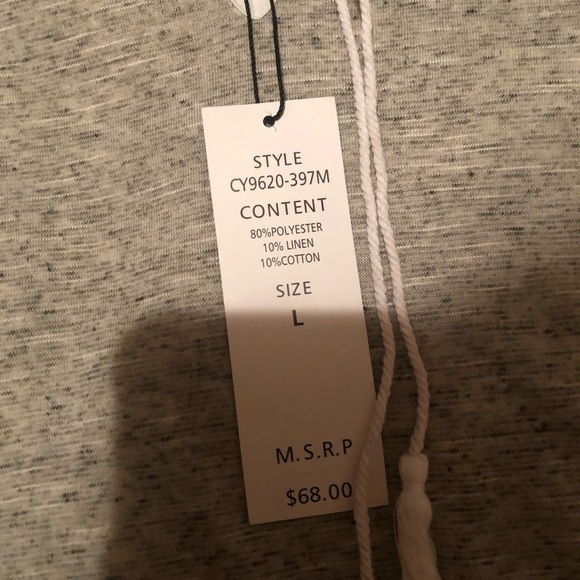 STYLE
CY9620-397M
CONTENT
80%POLYESTER
10% LINEN
10%COTTON
SIZE
L
M.S.R.P
$68.00